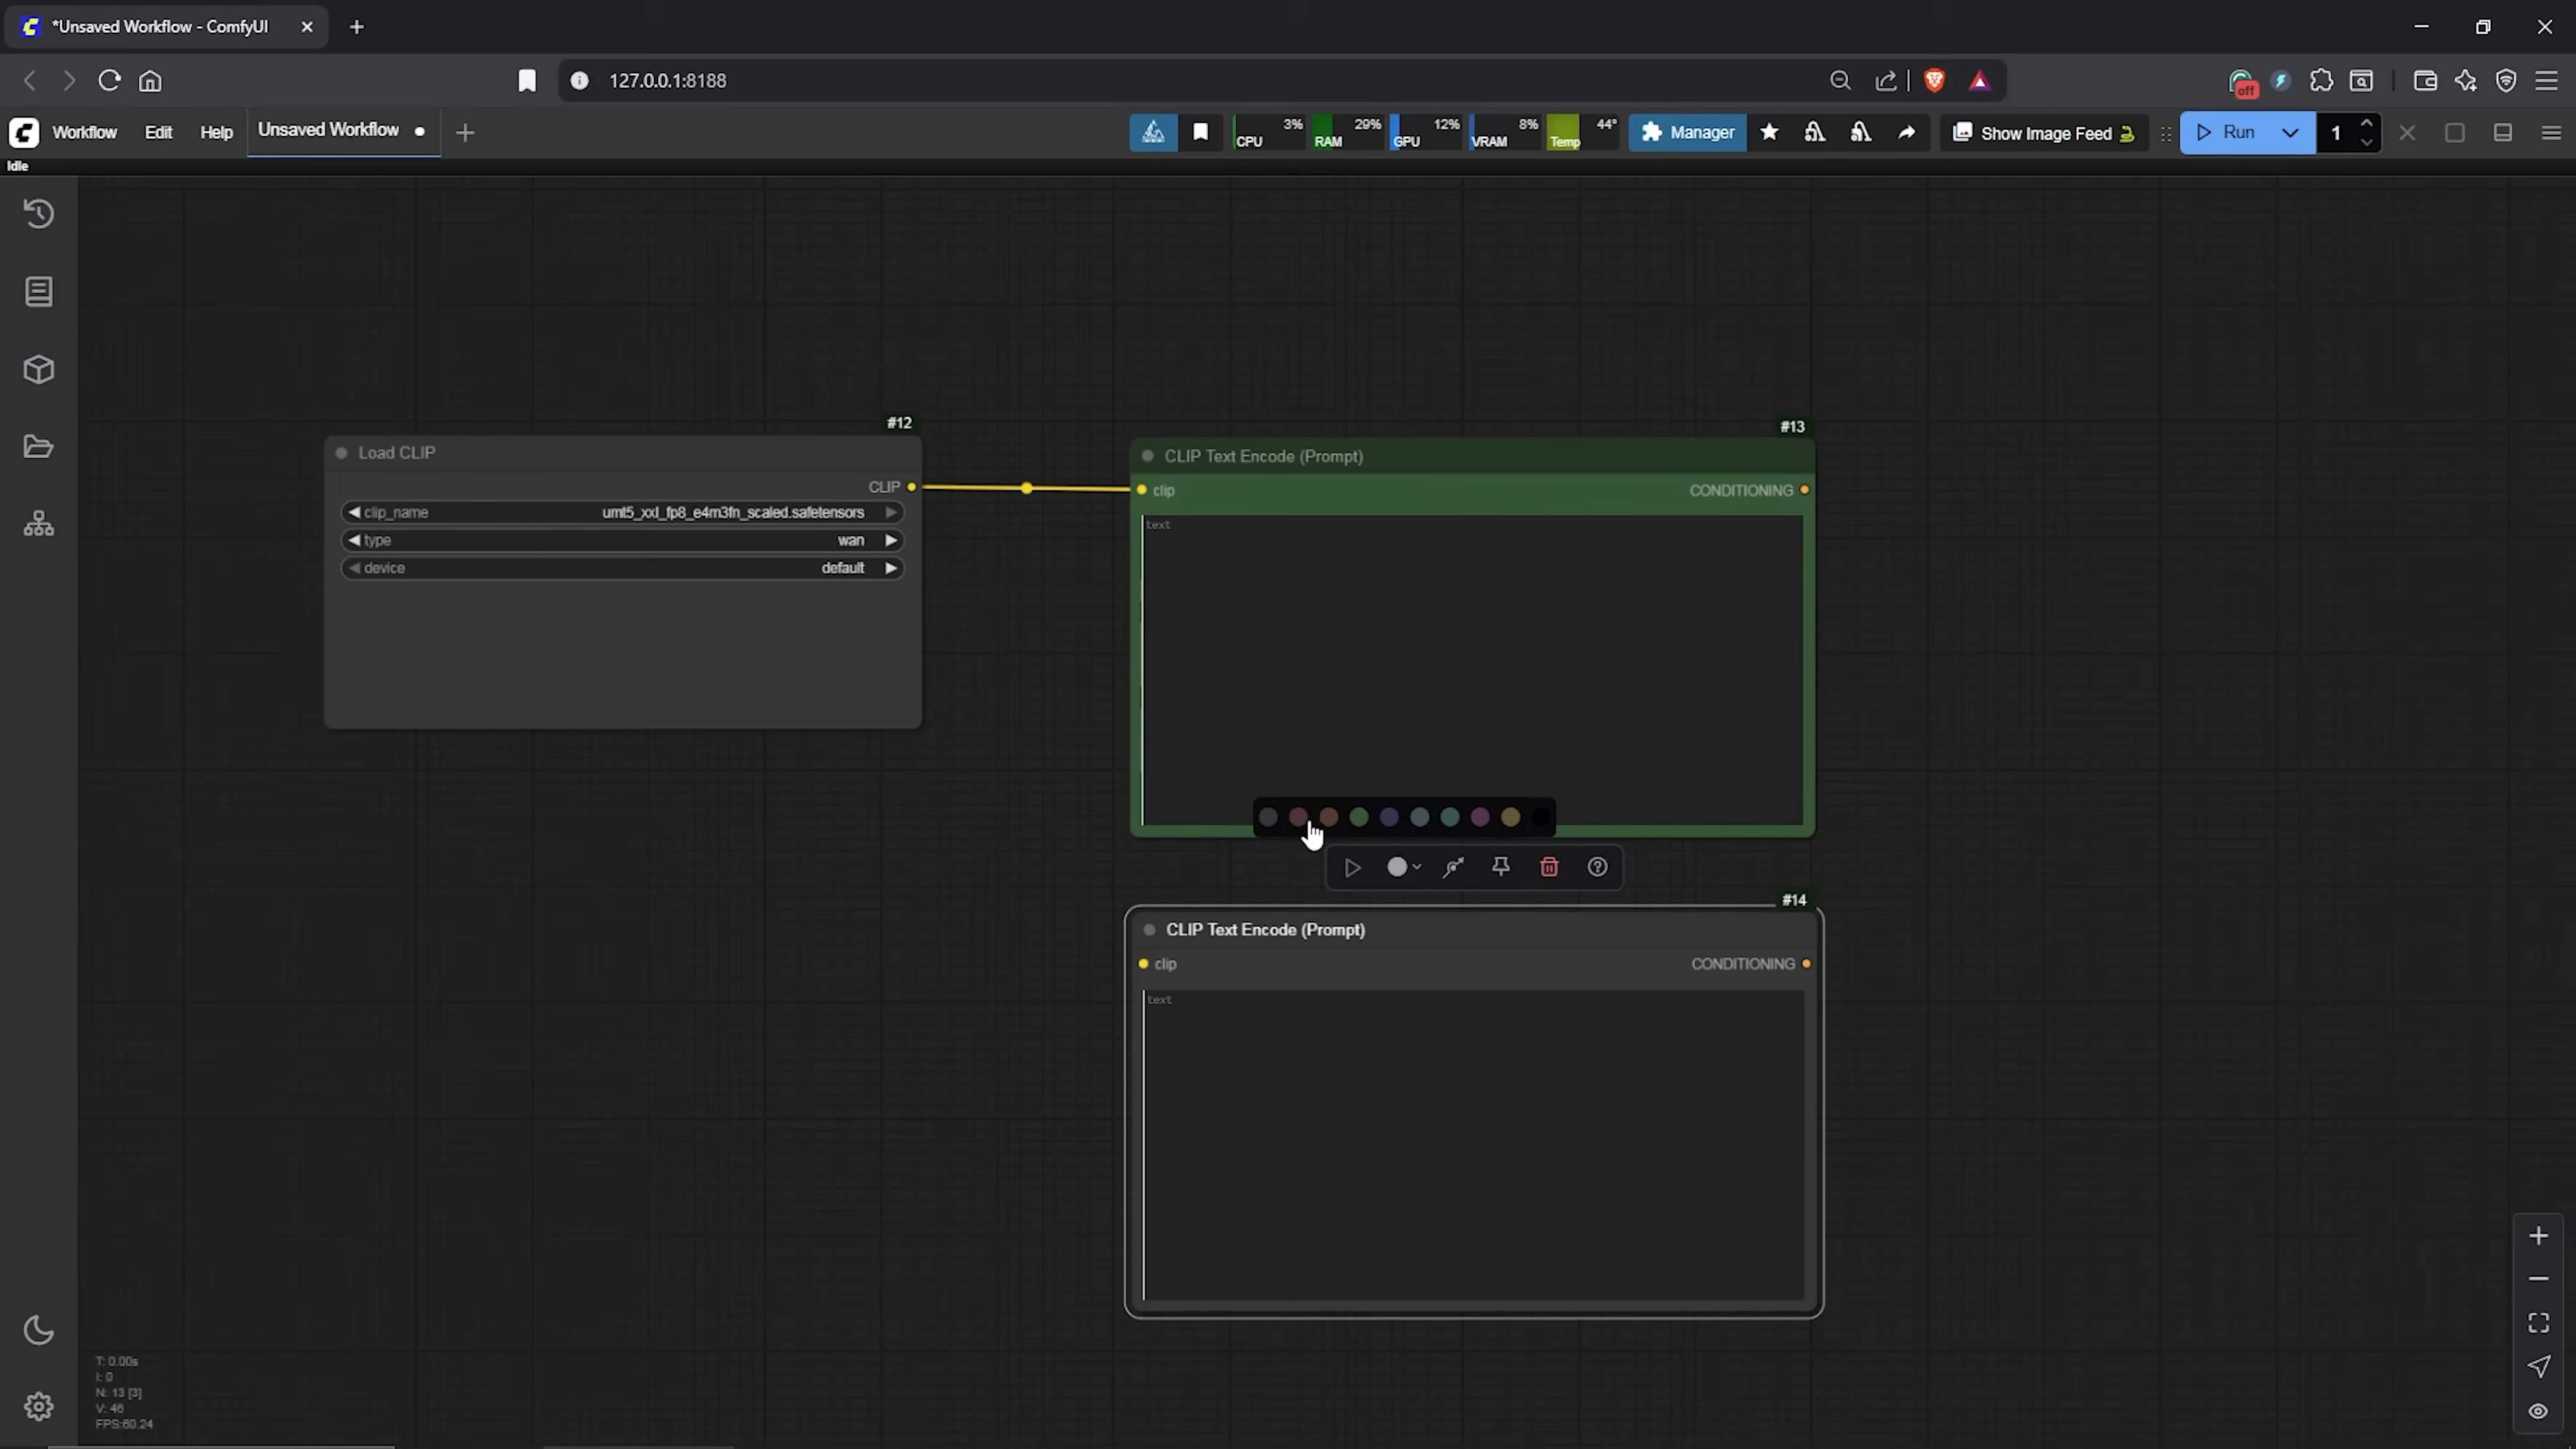 *Unsaved Workflow - ComfyUI
127.0.0.1:8188
off
Workflow Edit Help Unsaved Workflow
CPU 3% RAM 29% GPU 12% VRAM 8% Temp 44°
Manager
Show Image Feed
Run
1
Idle
#12
Load CLIP
CLIP
clip_name umt5_xxl_fp8_e4m3fn_scaled.safetensors
type wan
device default
#13
CLIP Text Encode (Prompt)
clip CONDITIONING
text
#14
CLIP Text Encode (Prompt)
clip CONDITIONING
text
T: 0.00s
I: 0
N: 13 [3]
V: 46
FPS:60.24